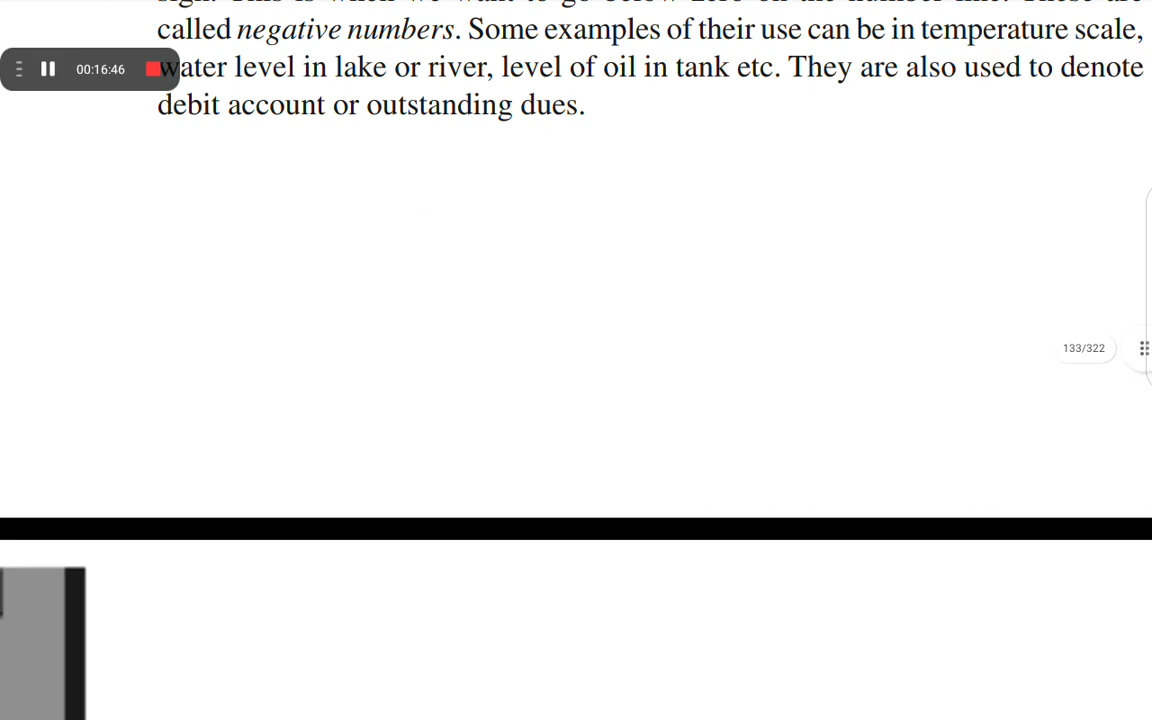 called negative numbers. Some examples of their use can be in temperature scale,
00:16:46
water level in lake or river, level of oil in tank etc. They are also used to denote
debit account or outstanding dues.
133/322